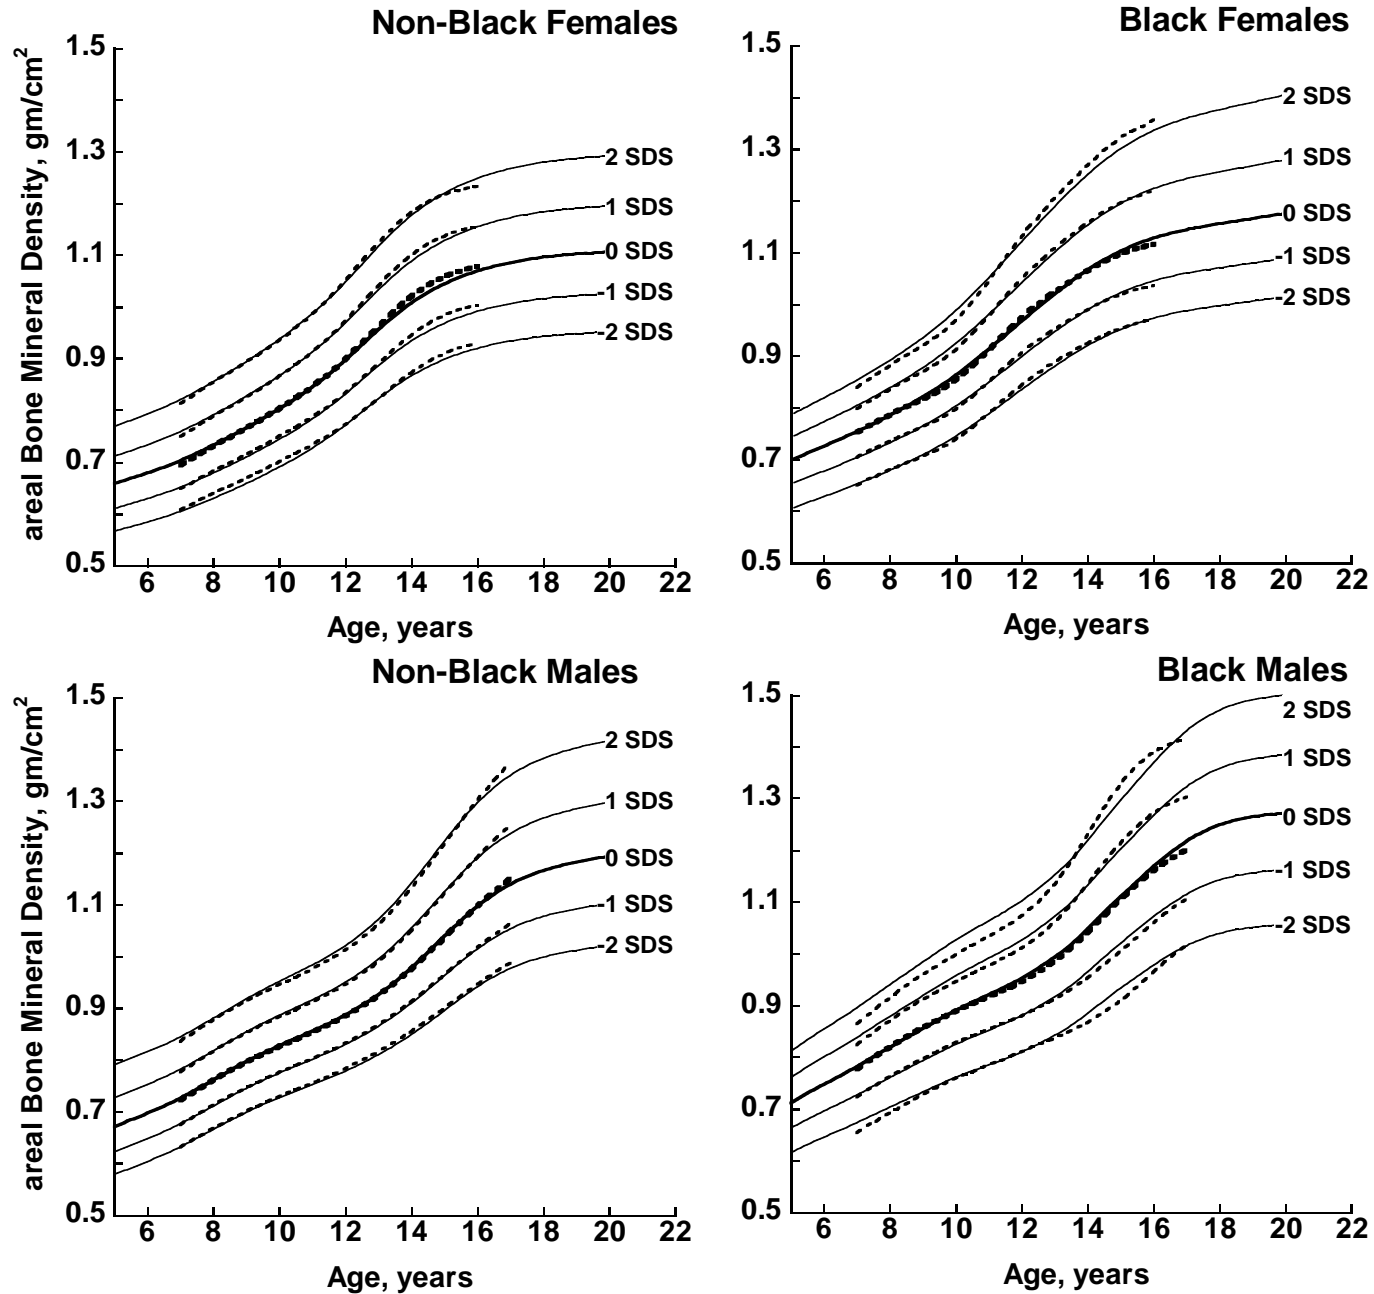 Non-Black Females
areal Bone Mineral Density, gm/cm²
1.5
1.3
1.1
0.9
0.7
0.5
2 SDS
1 SDS
0 SDS
-1 SDS
-2 SDS
6 8 10 12 14 16 18 20 22
Age, years
Black Females
1.5
1.3
1.1
0.9
0.7
0.5
2 SDS
1 SDS
0 SDS
-1 SDS
-2 SDS
6 8 10 12 14 16 18 20 22
Age, years
Non-Black Males
areal Bone Mineral Density, gm/cm²
1.5
1.3
1.1
0.9
0.7
0.5
2 SDS
1 SDS
0 SDS
-1 SDS
-2 SDS
6 8 10 12 14 16 18 20 22
Age, years
Black Males
1.5
1.3
1.1
0.9
0.7
0.5
2 SDS
1 SDS
0 SDS
-1 SDS
-2 SDS
6 8 10 12 14 16 18 20 22
Age, years